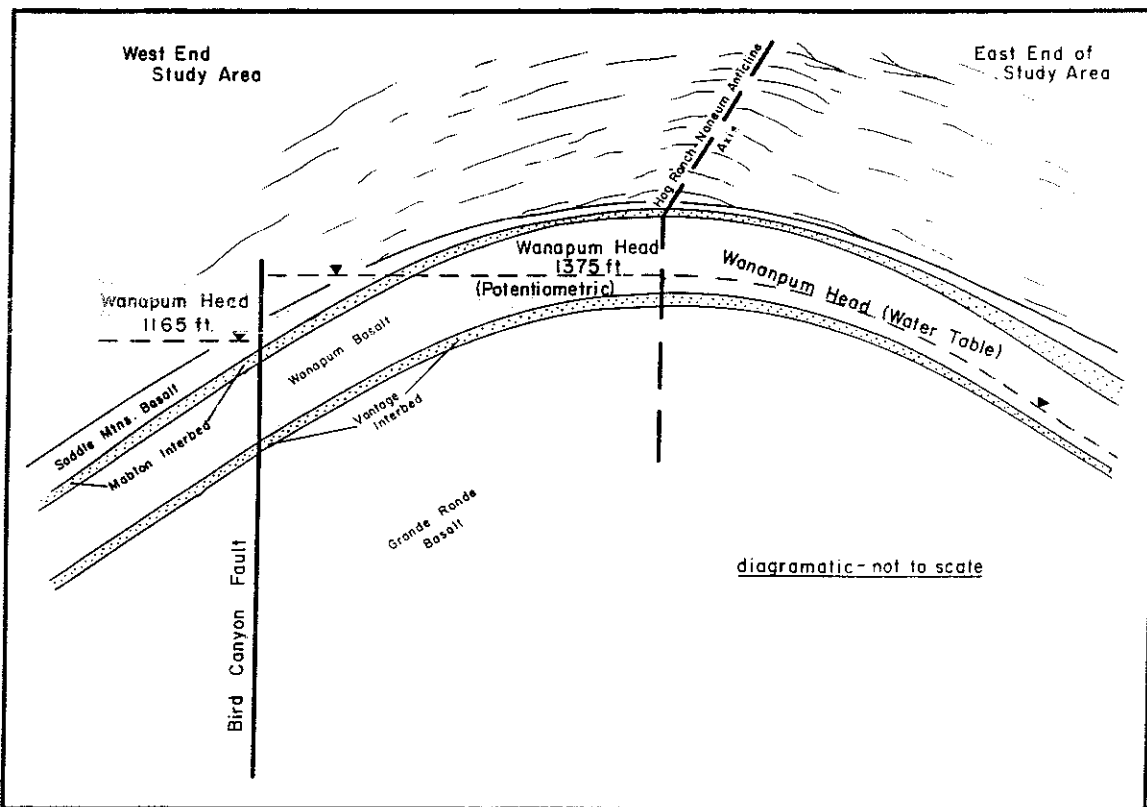 West End
Study Area
East End of
Study Area
Hog Ranch-Naneum Anticline
Axis
Wanapum Head
1375 ft.
(Potentiometric)
Wananpum Head (Water Table)
Wanapum Head
1165 ft.
Saddle Mtns. Basalt
Mabton Interbed
Wanapum Basalt
Vantage
Interbed
Grande Ronde
Basalt
Bird Canyon Fault
diagramatic-not to scale